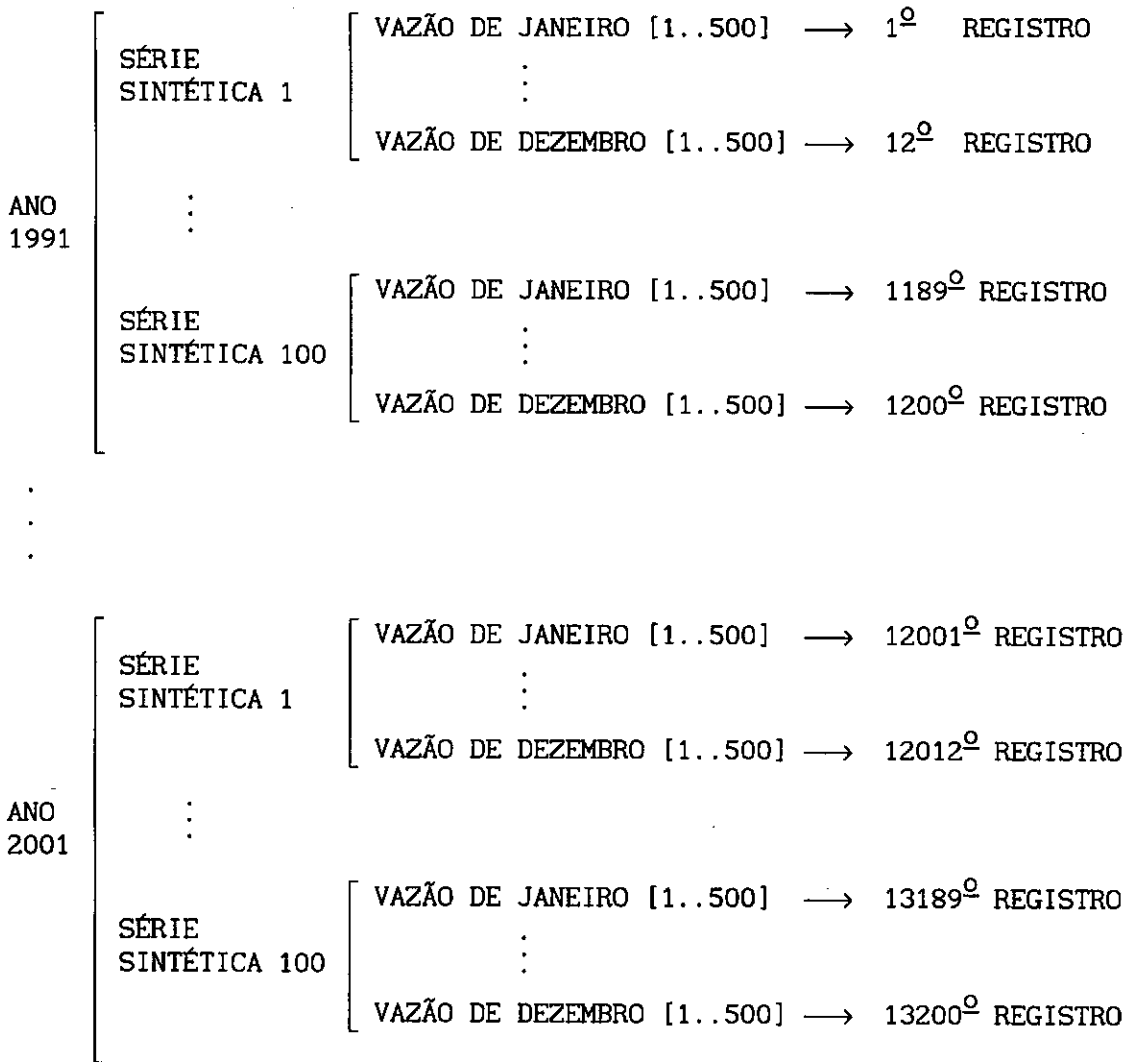 VAZÃO DE JANEIRO [1..500] ⟶ 1º REGISTRO
SÉRIE
SINTÉTICA 1
VAZÃO DE DEZEMBRO [1..500] ⟶ 12º REGISTRO
ANO
1991
VAZÃO DE JANEIRO [1..500] ⟶ 1189º REGISTRO
SÉRIE
SINTÉTICA 100
VAZÃO DE DEZEMBRO [1..500] ⟶ 1200º REGISTRO
VAZÃO DE JANEIRO [1..500] ⟶ 12001º REGISTRO
SÉRIE
SINTÉTICA 1
VAZÃO DE DEZEMBRO [1..500] ⟶ 12012º REGISTRO
ANO
2001
VAZÃO DE JANEIRO [1..500] ⟶ 13189º REGISTRO
SÉRIE
SINTÉTICA 100
VAZÃO DE DEZEMBRO [1..500] ⟶ 13200º REGISTRO